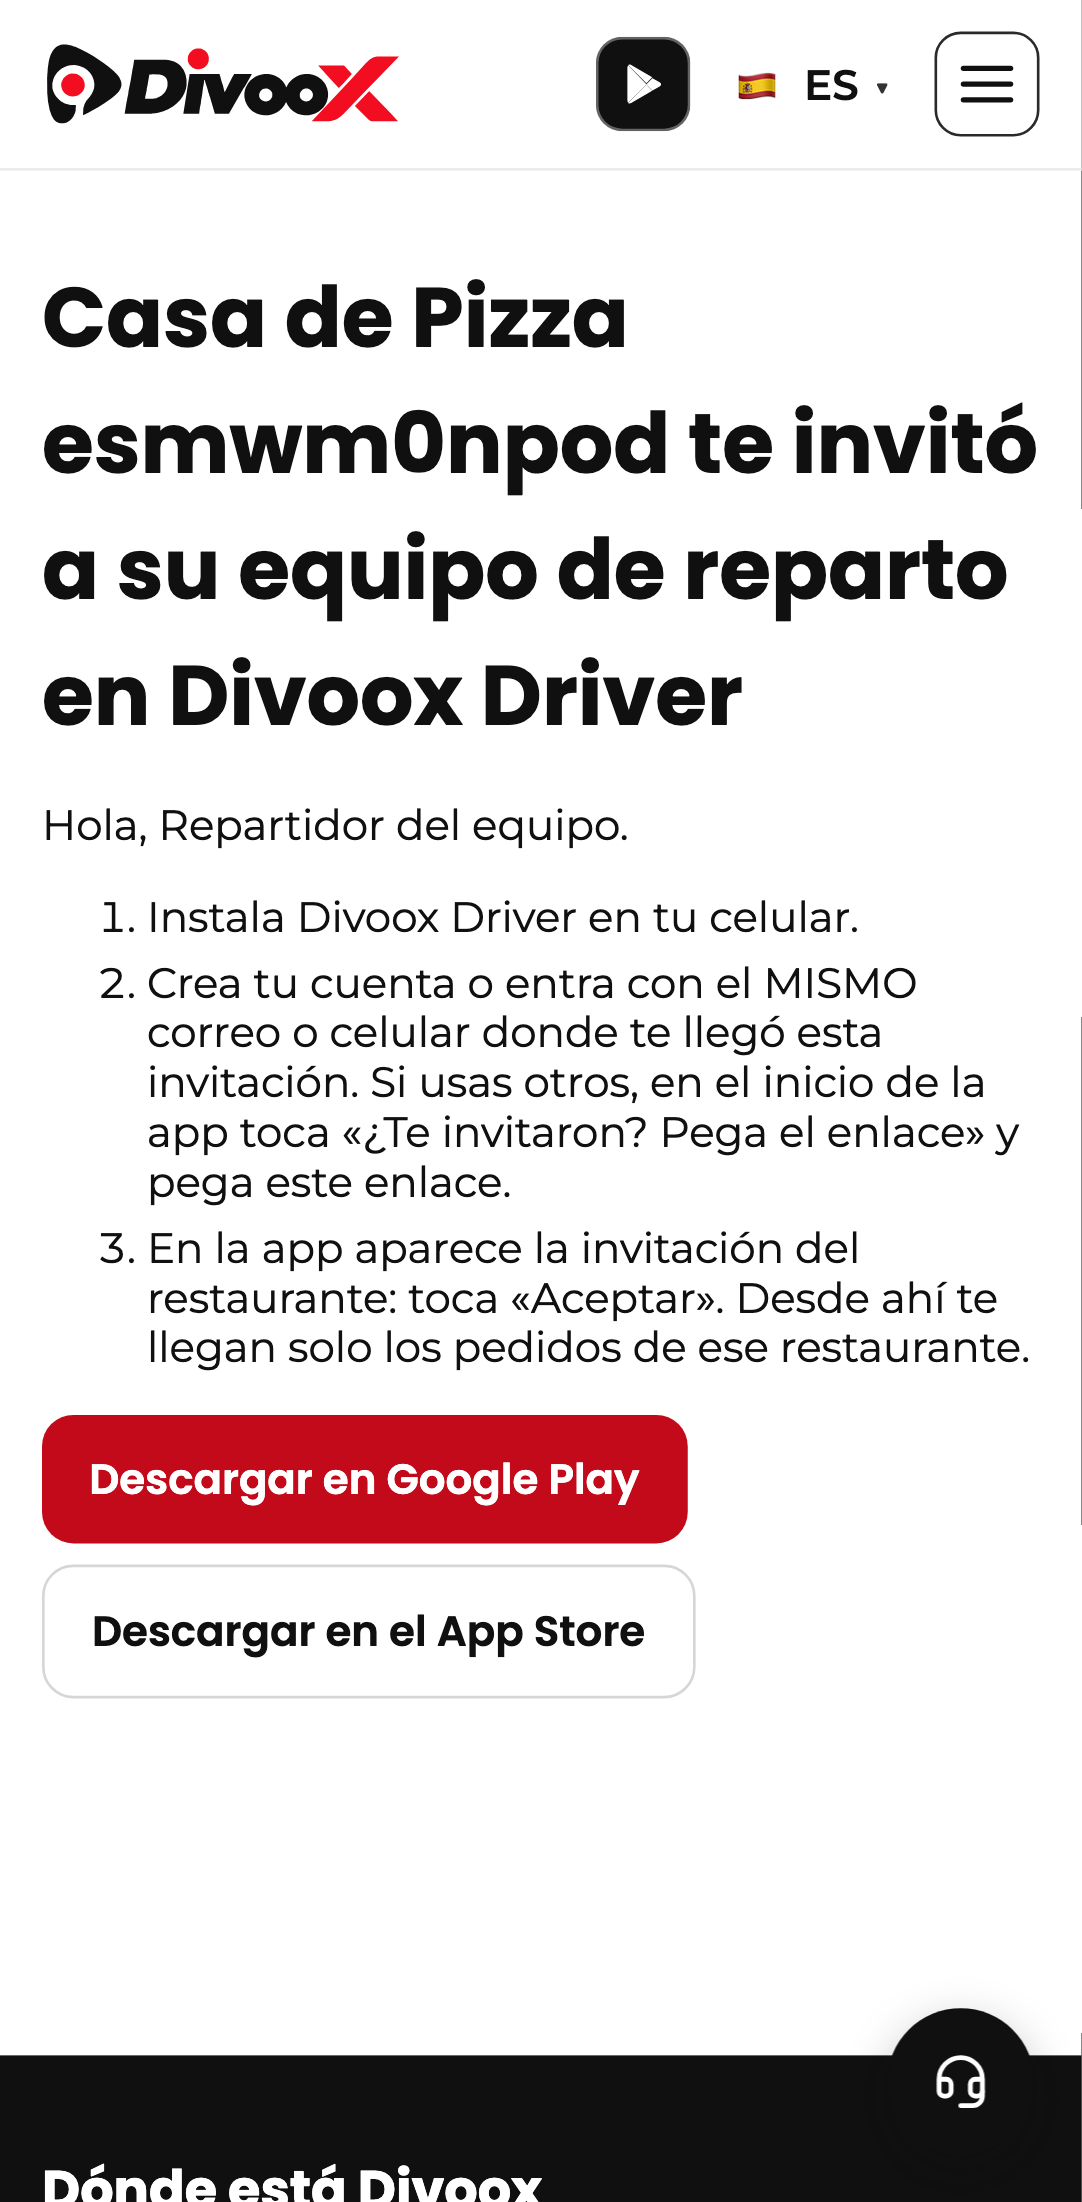 DivooX
🇪🇸 ES ▾
Casa de Pizza
esmwm0npod te invitó
a su equipo de reparto
en Divoox Driver
Hola, Repartidor del equipo.
1. Instala Divoox Driver en tu celular.
2. Crea tu cuenta o entra con el MISMO
correo o celular donde te llegó esta
invitación. Si usas otros, en el inicio de la
app toca «¿Te invitaron? Pega el enlace» y
pega este enlace.
3. En la app aparece la invitación del
restaurante: toca «Aceptar». Desde ahí te
llegan solo los pedidos de ese restaurante.
Descargar en Google Play
Descargar en el App Store
Dónde está Divoox